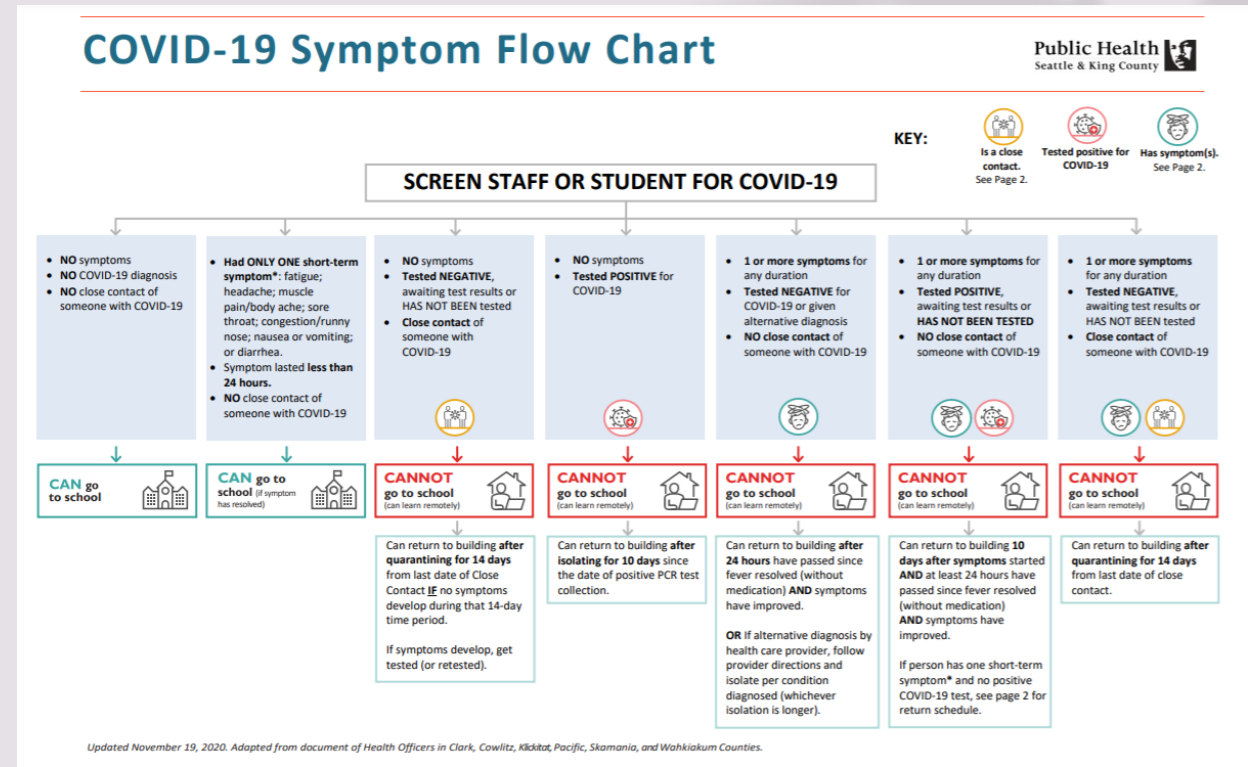 COVID-19 Symptom Flow Chart
Public Health
Seattle & King County
KEY:
Is a close
contact.
See Page 2.
Tested positive for
COVID-19
Has symptom(s).
See Page 2.
SCREEN STAFF OR STUDENT FOR COVID-19
• NO symptoms
• NO COVID-19 diagnosis
• NO close contact of
someone with COVID-19
• Had ONLY ONE short-term
symptom*: fatigue;
headache; muscle
pain/body ache; sore
throat; congestion/runny
nose; nausea or vomiting;
or diarrhea.
• Symptom lasted less than
24 hours.
• NO close contact of
someone with COVID-19
• NO symptoms
• Tested NEGATIVE,
awaiting test results or
HAS NOT BEEN tested
• Close contact of
someone with
COVID-19
• NO symptoms
• Tested POSITIVE for
COVID-19
• 1 or more symptoms for
any duration
• Tested NEGATIVE for
COVID-19 or given
alternative diagnosis
• NO close contact of
someone with COVID-19
• 1 or more symptoms for
any duration
• Tested POSITIVE,
awaiting test results or
HAS NOT BEEN TESTED
• NO close contact of
someone with COVID-19
• 1 or more symptoms
for any duration
• Tested NEGATIVE,
awaiting test results or
HAS NOT BEEN tested
• Close contact of
someone with COVID-19
CAN go
to school
CAN go to
school (if symptom
has resolved)
CANNOT
go to school
(can learn remotely)
CANNOT
go to school
(can learn remotely)
CANNOT
go to school
(can learn remotely)
CANNOT
go to school
(can learn remotely)
CANNOT
go to school
(can learn remotely)
Can return to building after
quarantining for 14 days
from last date of Close
Contact IF no symptoms
develop during that 14-day
time period.
If symptoms develop, get
tested (or retested).
Can return to building after
isolating for 10 days since
the date of positive PCR test
collection.
Can return to building after
24 hours have passed since
fever resolved (without
medication) AND symptoms
have improved.
OR If alternative diagnosis by
health care provider, follow
provider directions and
isolate per condition
diagnosed (whichever
isolation is longer).
Can return to building 10
days after symptoms started
AND at least 24 hours have
passed since fever resolved
(without medication)
AND symptoms have
improved.
If person has one short-term
symptom* and no positive
COVID-19 test, see page 2 for
return schedule.
Can return to building after
quarantining for 14 days
from last date of close
contact.
Updated November 19, 2020. Adapted from document of Health Officers in Clark, Cowlitz, Klickitat, Pacific, Skamania, and Wahkiakum Counties.